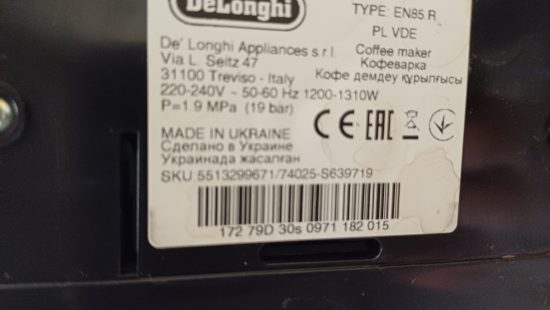 DeLonghi
TYPE: EN85 R
PL VDE
De' Longhi Appliances s.r.l.
Via L. Seitz 47
31100 Treviso - Italy
Coffee maker
Кофеварка
Кофе демдеу құрылғысы
220-240V ~ 50-60 Hz 1200-1310W
P=1.9 MPa (19 bar)
CE EAC
MADE IN UKRAINE
Сделано в Украине
Украинада жасалған
SKU 5513299671/74025-S639719
172 79D 30s 0971 182 015